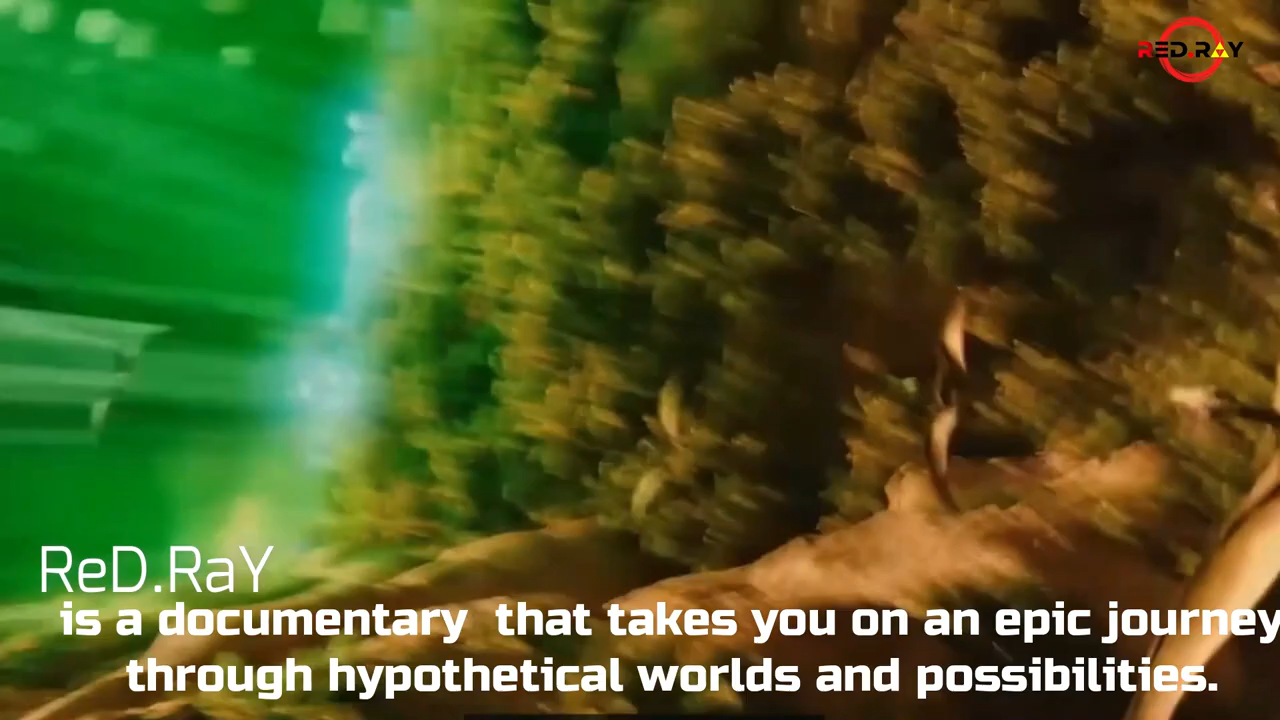 RED.RAY
ReD.RaY
is a documentary  that takes you on an epic journey
through hypothetical worlds and possibilities.